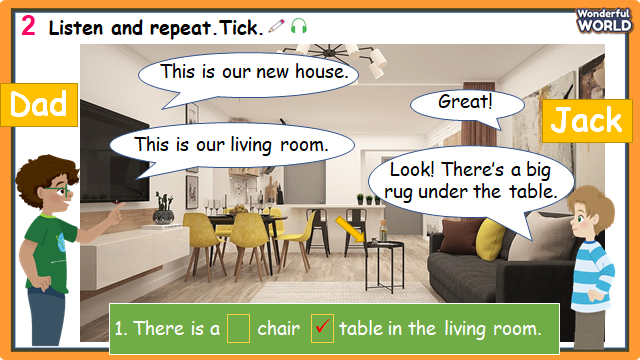 2 Listen and repeat.Tick.
Wonderful
WORLD
This is our new house.
Dad
Great!
Jack
This is our living room.
Look! There's a big
rug under the table.
1. There is a chair ✓ table in the living room.